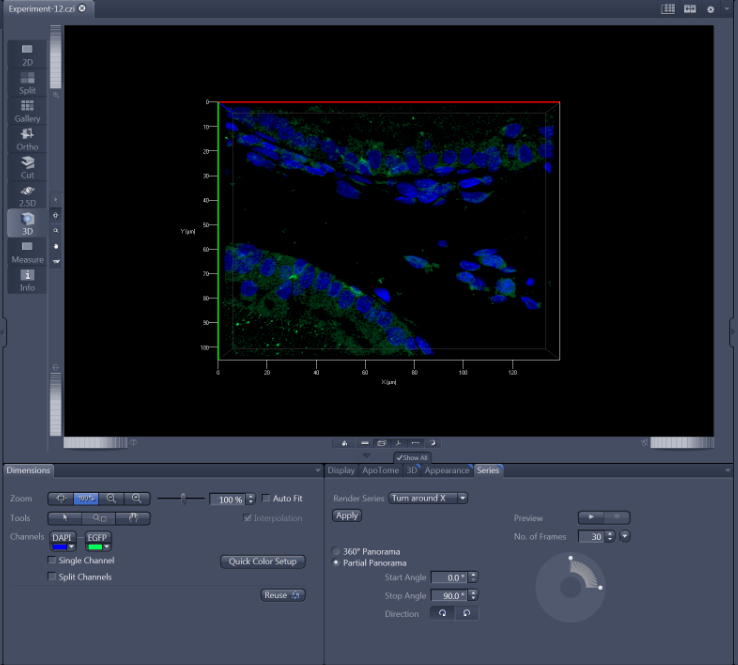 Experiment-12.czi
2D
Split
Gallery
Ortho
Cut
2.5D
3D
Measure
Info
0
10
20
30
40
50
60
70
80
90
100
Y[µm]
0 20 40 60 80 100 120
X[µm]
Show All
Dimensions
Zoom 100% 100 % Auto Fit
Tools Interpolation
Channels DAPI EGFP
Single Channel
Quick Color Setup
Split Channels
Reuse
Display ApoTome 3D Appearance Series
Render Series Turn around X
Apply
Preview
No. of Frames 30
360° Panorama
Partial Panorama
Start Angle 0.0 °
Stop Angle 90.0 °
Direction